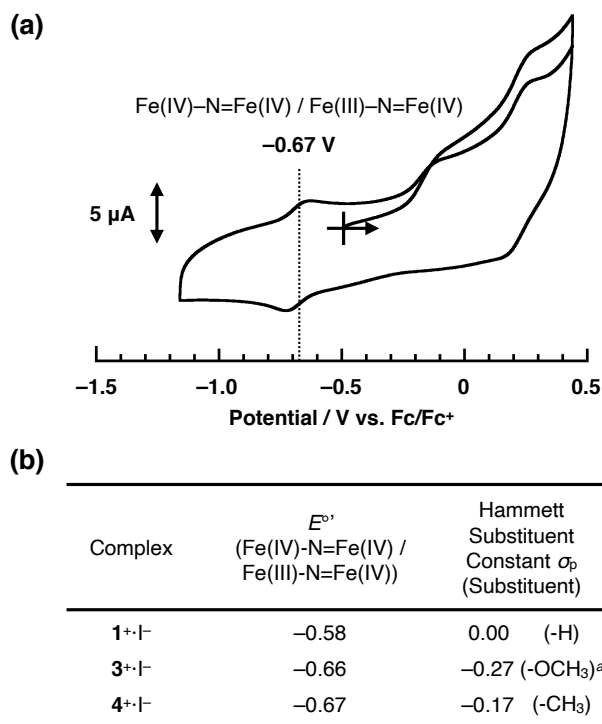 (a)
Fe(IV)–N=Fe(IV) / Fe(III)–N=Fe(IV)
–0.67 V
5 µA
–1.5 –1.0 –0.5 0 0.5
Potential / V vs. Fc/Fc⁺
(b)
Complex
E°’
(Fe(IV)-N=Fe(IV) /
Fe(III)-N=Fe(IV))
Hammett
Substituent
Constant σp
(Substituent)
1⁺·I⁻ –0.58 0.00 (-H)
3⁺·I⁻ –0.66 –0.27 (-OCH₃)ᵃ
4⁺·I⁻ –0.67 –0.17 (-CH₃)